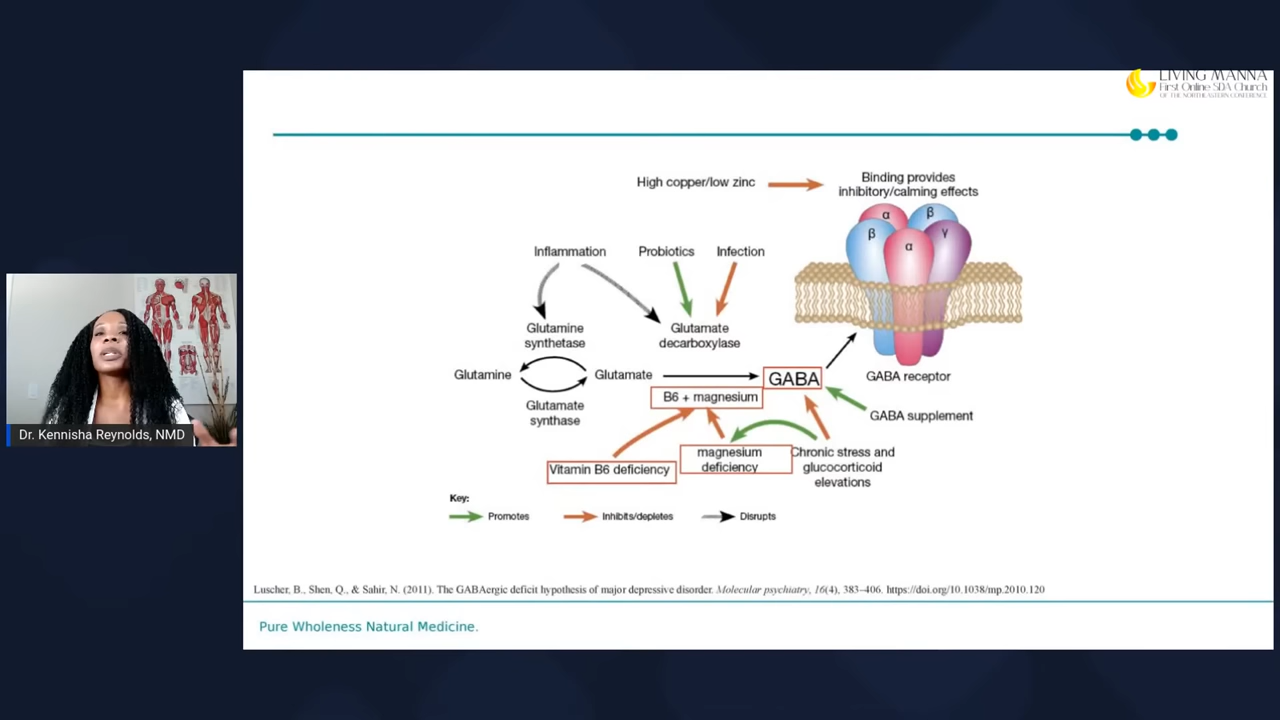 LIVING MANNA
First Online SDA Church
OF THE NORTHEASTERN CONFERENCE
High copper/low zinc
Binding provides
inhibitory/calming effects
α
β
β
α
γ
Inflammation
Probiotics
Infection
Glutamine
synthetase
Glutamate
decarboxylase
Glutamine
Glutamate
GABA
GABA receptor
B6 + magnesium
Glutamate
synthase
GABA supplement
Vitamin B6 deficiency
magnesium
deficiency
Chronic stress and
glucocorticoid
elevations
Key:
Promotes
Inhibits/depletes
Disrupts
Luscher, B., Shen, Q., & Sahir, N. (2011). The GABAergic deficit hypothesis of major depressive disorder. Molecular psychiatry, 16(4), 383–406. https://doi.org/10.1038/mp.2010.120
Pure Wholeness Natural Medicine.
Dr. Kennisha Reynolds, NMD